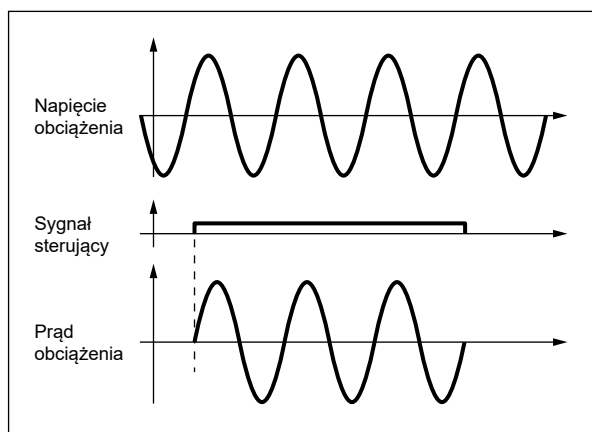 Napięcie
obciążenia
Sygnał
sterujący
Prąd
obciążenia